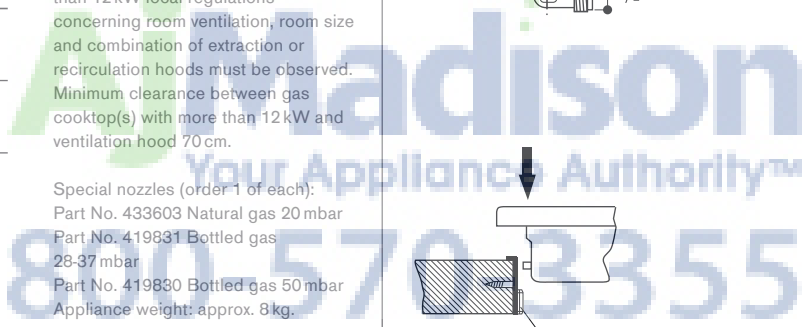 than 12 kW local regulations
concerning room ventilation, room size
and combination of extraction or
recirculation hoods must be observed.
Minimum clearance between gas
cooktop(s) with more than 12 kW and
ventilation hood 70 cm.
Special nozzles (order 1 of each):
Part No. 433603 Natural gas 20 mbar
Part No. 419831 Bottled gas
28-37 mbar
Part No. 419830 Bottled gas 50 mbar
Appliance weight: approx. 8 kg.
AjMadison
Your Appliance Authority™
800-570-3355